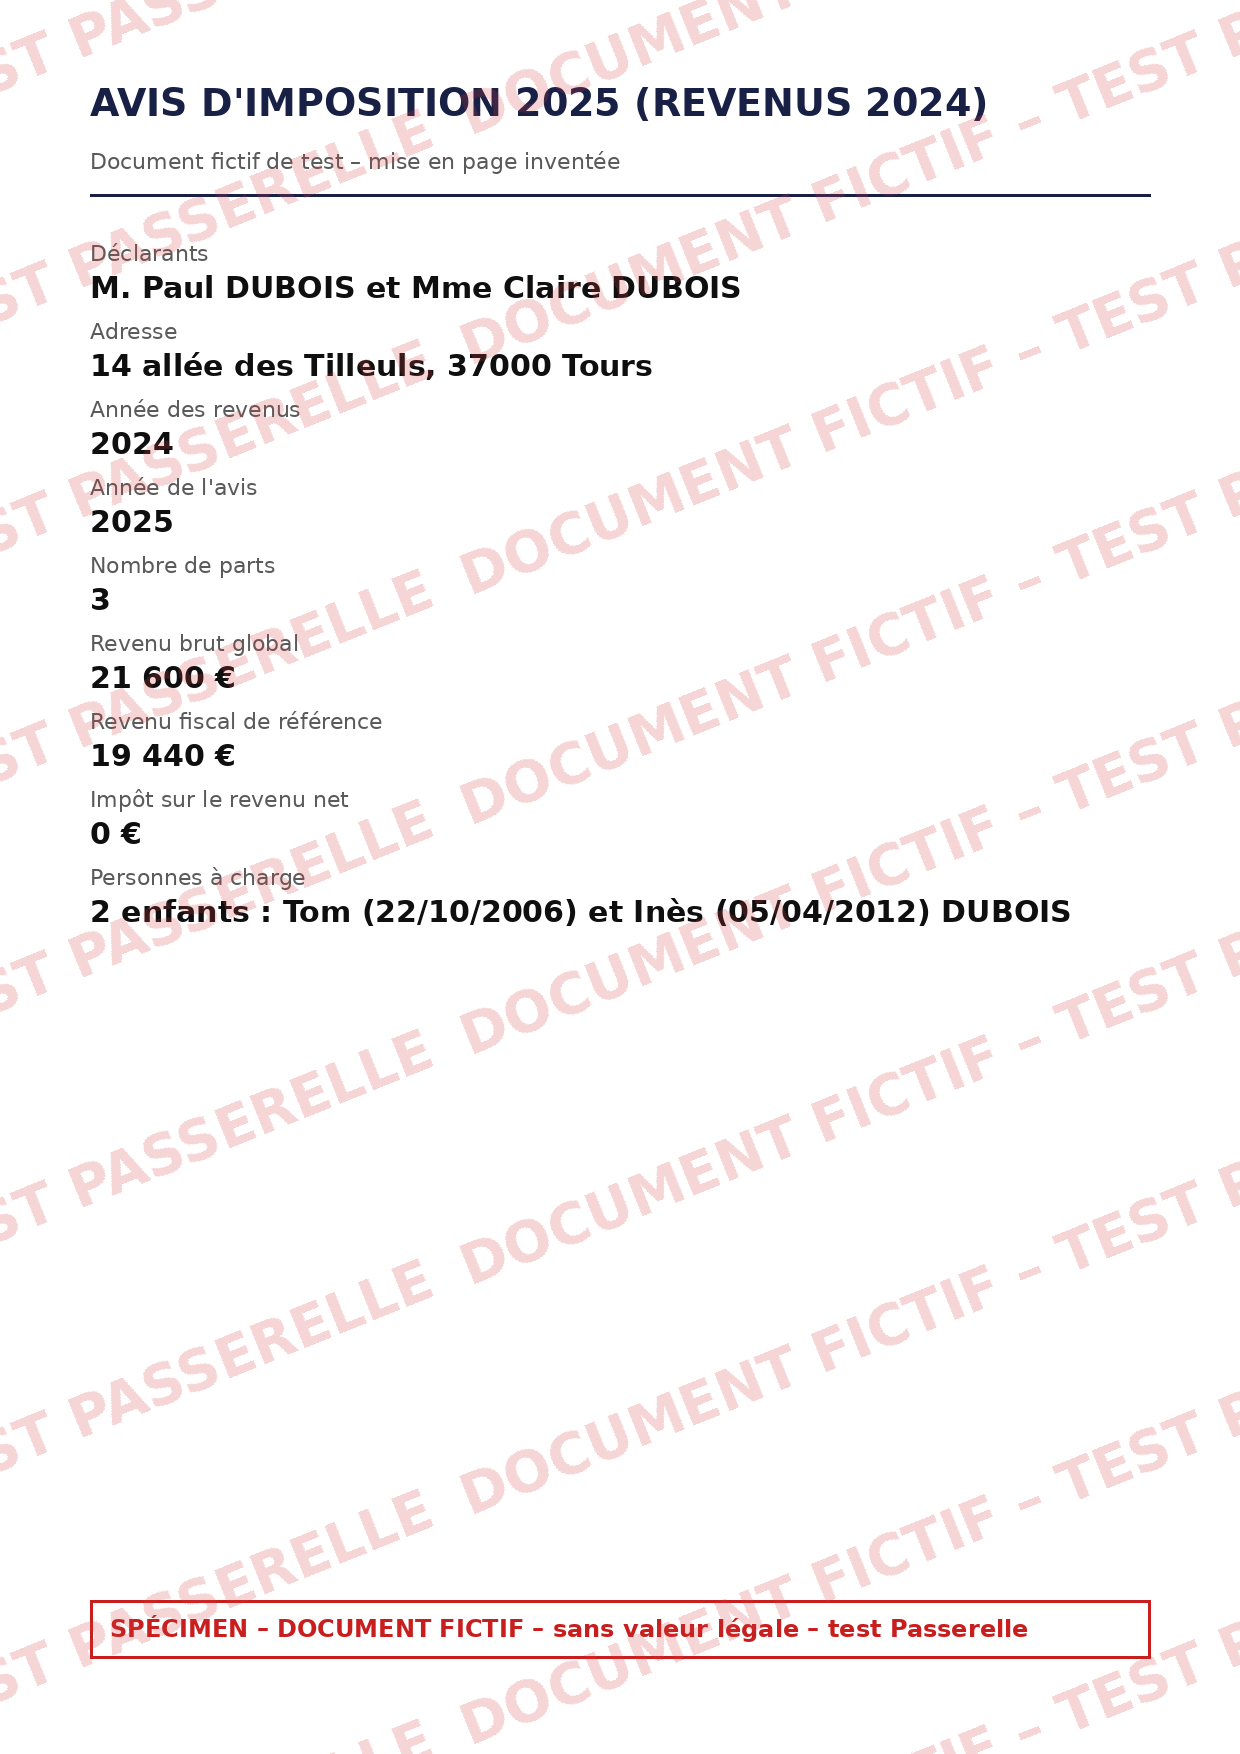 AVIS D'IMPOSITION 2025 (REVENUS 2024)
Document fictif de test – mise en page inventée
Déclarants
M. Paul DUBOIS et Mme Claire DUBOIS
Adresse
14 allée des Tilleuls, 37000 Tours
Année des revenus
2024
Année de l'avis
2025
Nombre de parts
3
Revenu brut global
21 600 €
Revenu fiscal de référence
19 440 €
Impôt sur le revenu net
0 €
Personnes à charge
2 enfants : Tom (22/10/2006) et Inès (05/04/2012) DUBOIS
SPÉCIMEN – DOCUMENT FICTIF – sans valeur légale – test Passerelle
DOCUMENT FICTIF – TEST PASSERELLE